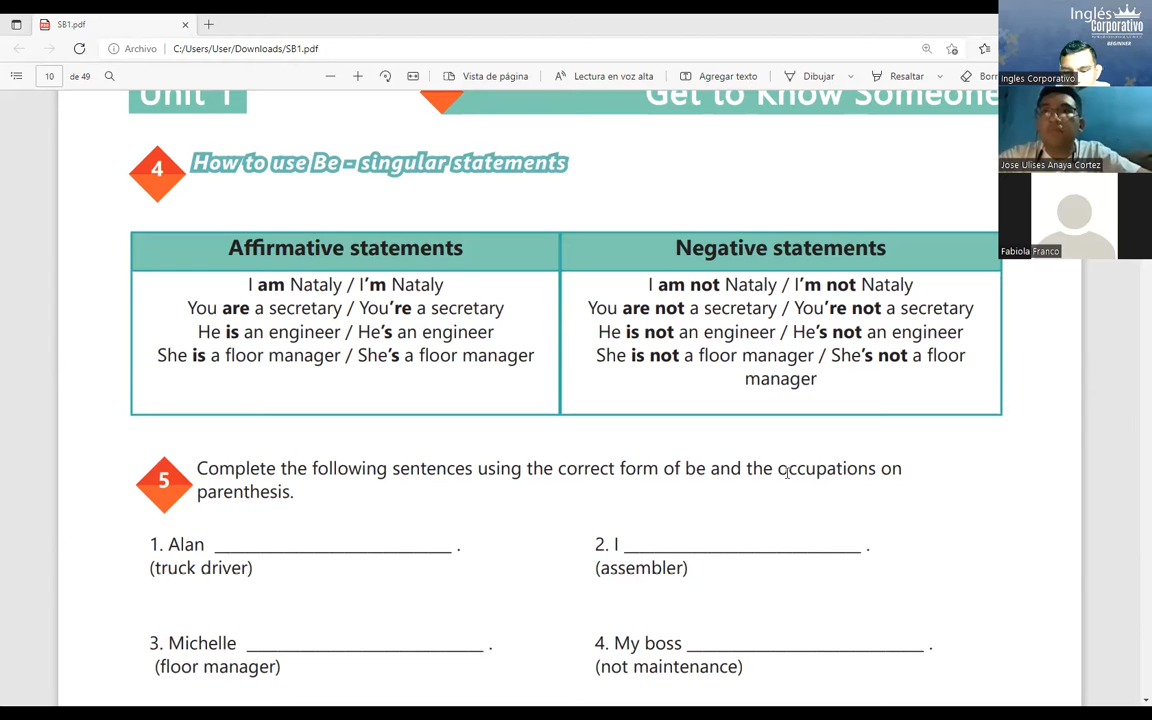 SB1.pdf
Archivo C:/Users/User/Downloads/SB1.pdf
10 de 49 Vista de página Lectura en voz alta Agregar texto Dibujar Resaltar Borr
Inglés
Corporativo
BEGINNER
Ingles Corporativo
Jose Ulises Anaya Cortez
Fabiola Franco
Unit 1 Get to Know Someone
4 How to use Be - singular statements
Affirmative statements
I am Nataly / I'm Nataly
You are a secretary / You're a secretary
He is an engineer / He's an engineer
She is a floor manager / She's a floor manager
Negative statements
I am not Nataly / I'm not Nataly
You are not a secretary / You're not a secretary
He is not an engineer / He's not an engineer
She is not a floor manager / She's not a floor
manager
5 Complete the following sentences using the correct form of be and the occupations on
parenthesis.
1. Alan ________________________ .
(truck driver)
2. I ________________________ .
(assembler)
3. Michelle ________________________ .
(floor manager)
4. My boss ________________________ .
(not maintenance)